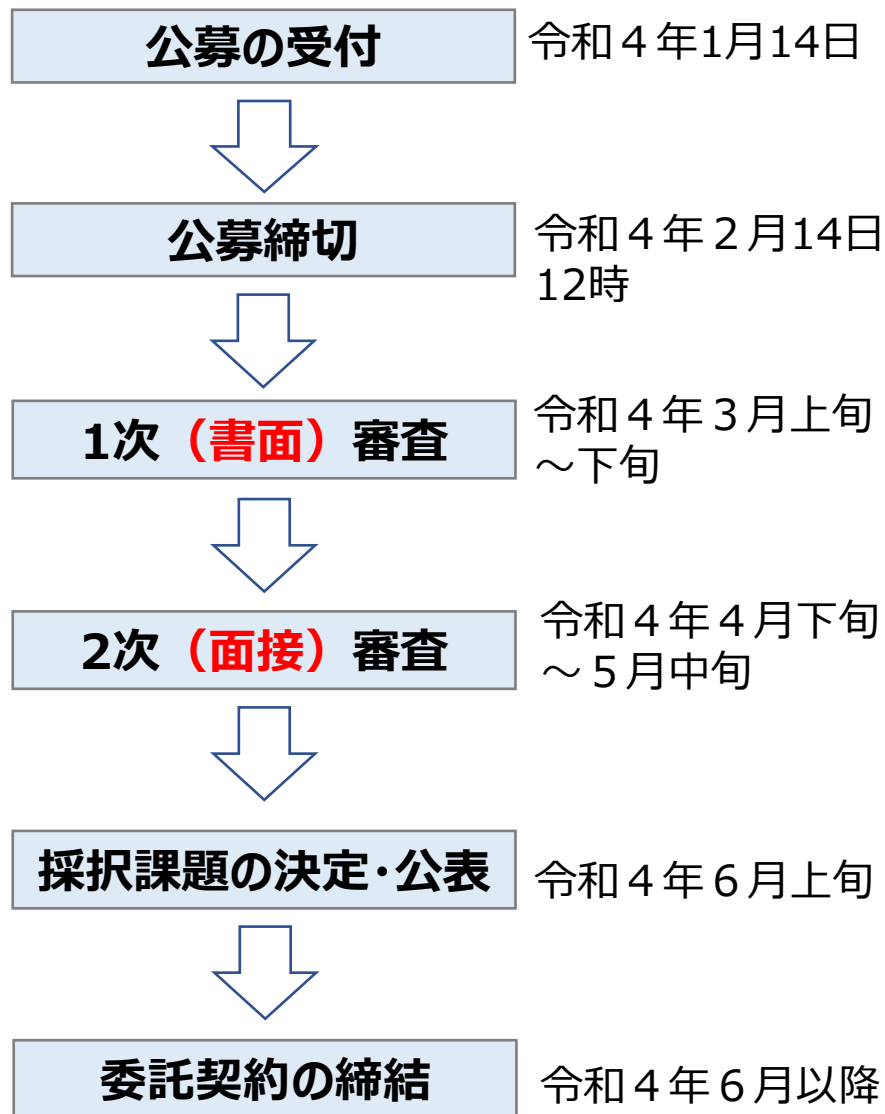 公募の受付
令和４年1月14日
公募締切
令和４年２月14日
12時
1次（書面）審査
令和４年３月上旬
～下旬
2次（面接）審査
令和４年４月下旬
～５月中旬
採択課題の決定･公表
令和４年６月上旬
委託契約の締結
令和４年６月以降